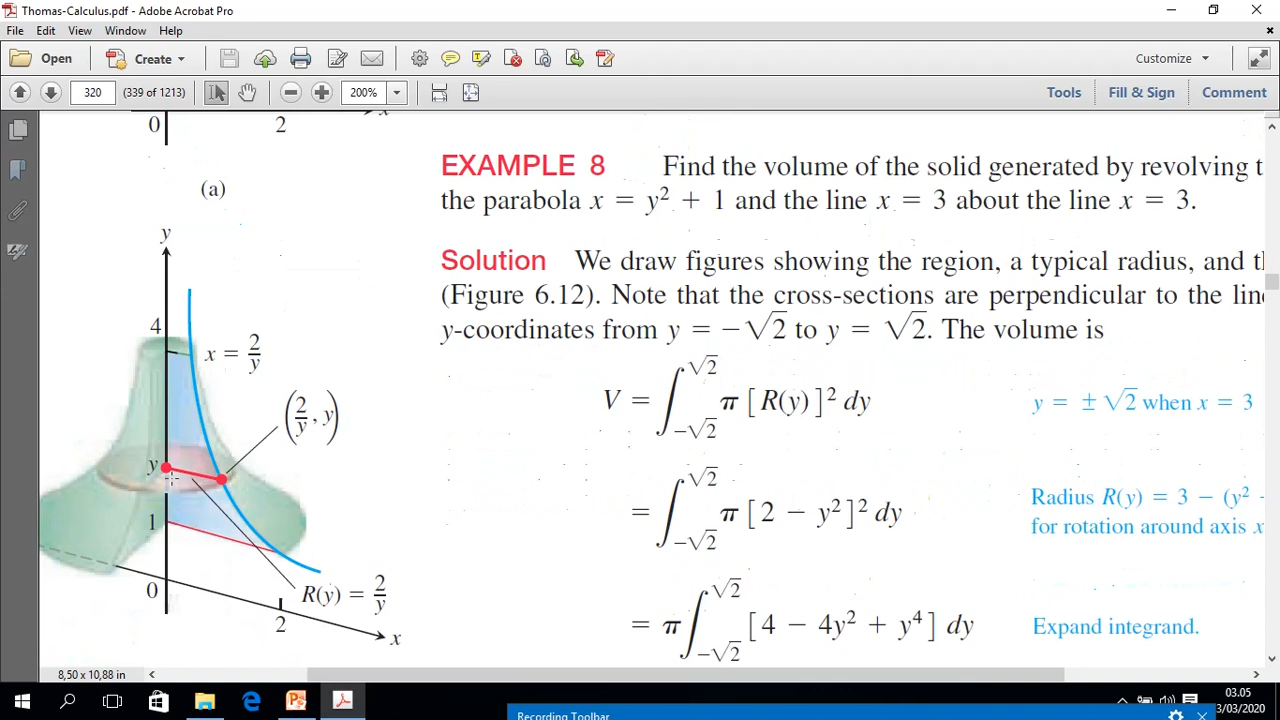 Thomas-Calculus.pdf - Adobe Acrobat Pro
File Edit View Window Help
Open Create Customize
320 (339 of 1213) 200% Tools Fill & Sign Comment
0 2
(a)
y
4
x = 2/y
(2/y, y)
y
1
0
R(y) = 2/y
2
x
EXAMPLE 8 Find the volume of the solid generated by revolving t
the parabola x = y² + 1 and the line x = 3 about the line x = 3.
Solution We draw figures showing the region, a typical radius, and t
(Figure 6.12). Note that the cross-sections are perpendicular to the lin
y-coordinates from y = −√2 to y = √2. The volume is
V = ∫_{−√2}^{√2} π [ R(y) ]² dy y = ± √2 when x = 3
= ∫_{−√2}^{√2} π [ 2 − y² ]² dy Radius R(y) = 3 − (y²
for rotation around axis x
= π ∫_{−√2}^{√2} [ 4 − 4y² + y⁴ ] dy Expand integrand.
8,50 x 10,88 in
03.05
3/03/2020
Recording Toolbar